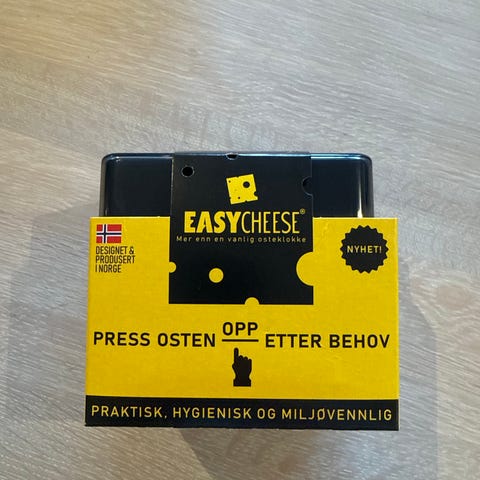 EASYCHEESE®
Mer enn en vanlig osteklokke
DESIGNET &
PRODUSERT
I NORGE
NYHET!
PRESS OSTEN OPP ETTER BEHOV
PRAKTISK, HYGIENISK OG MILJØVENNLIG